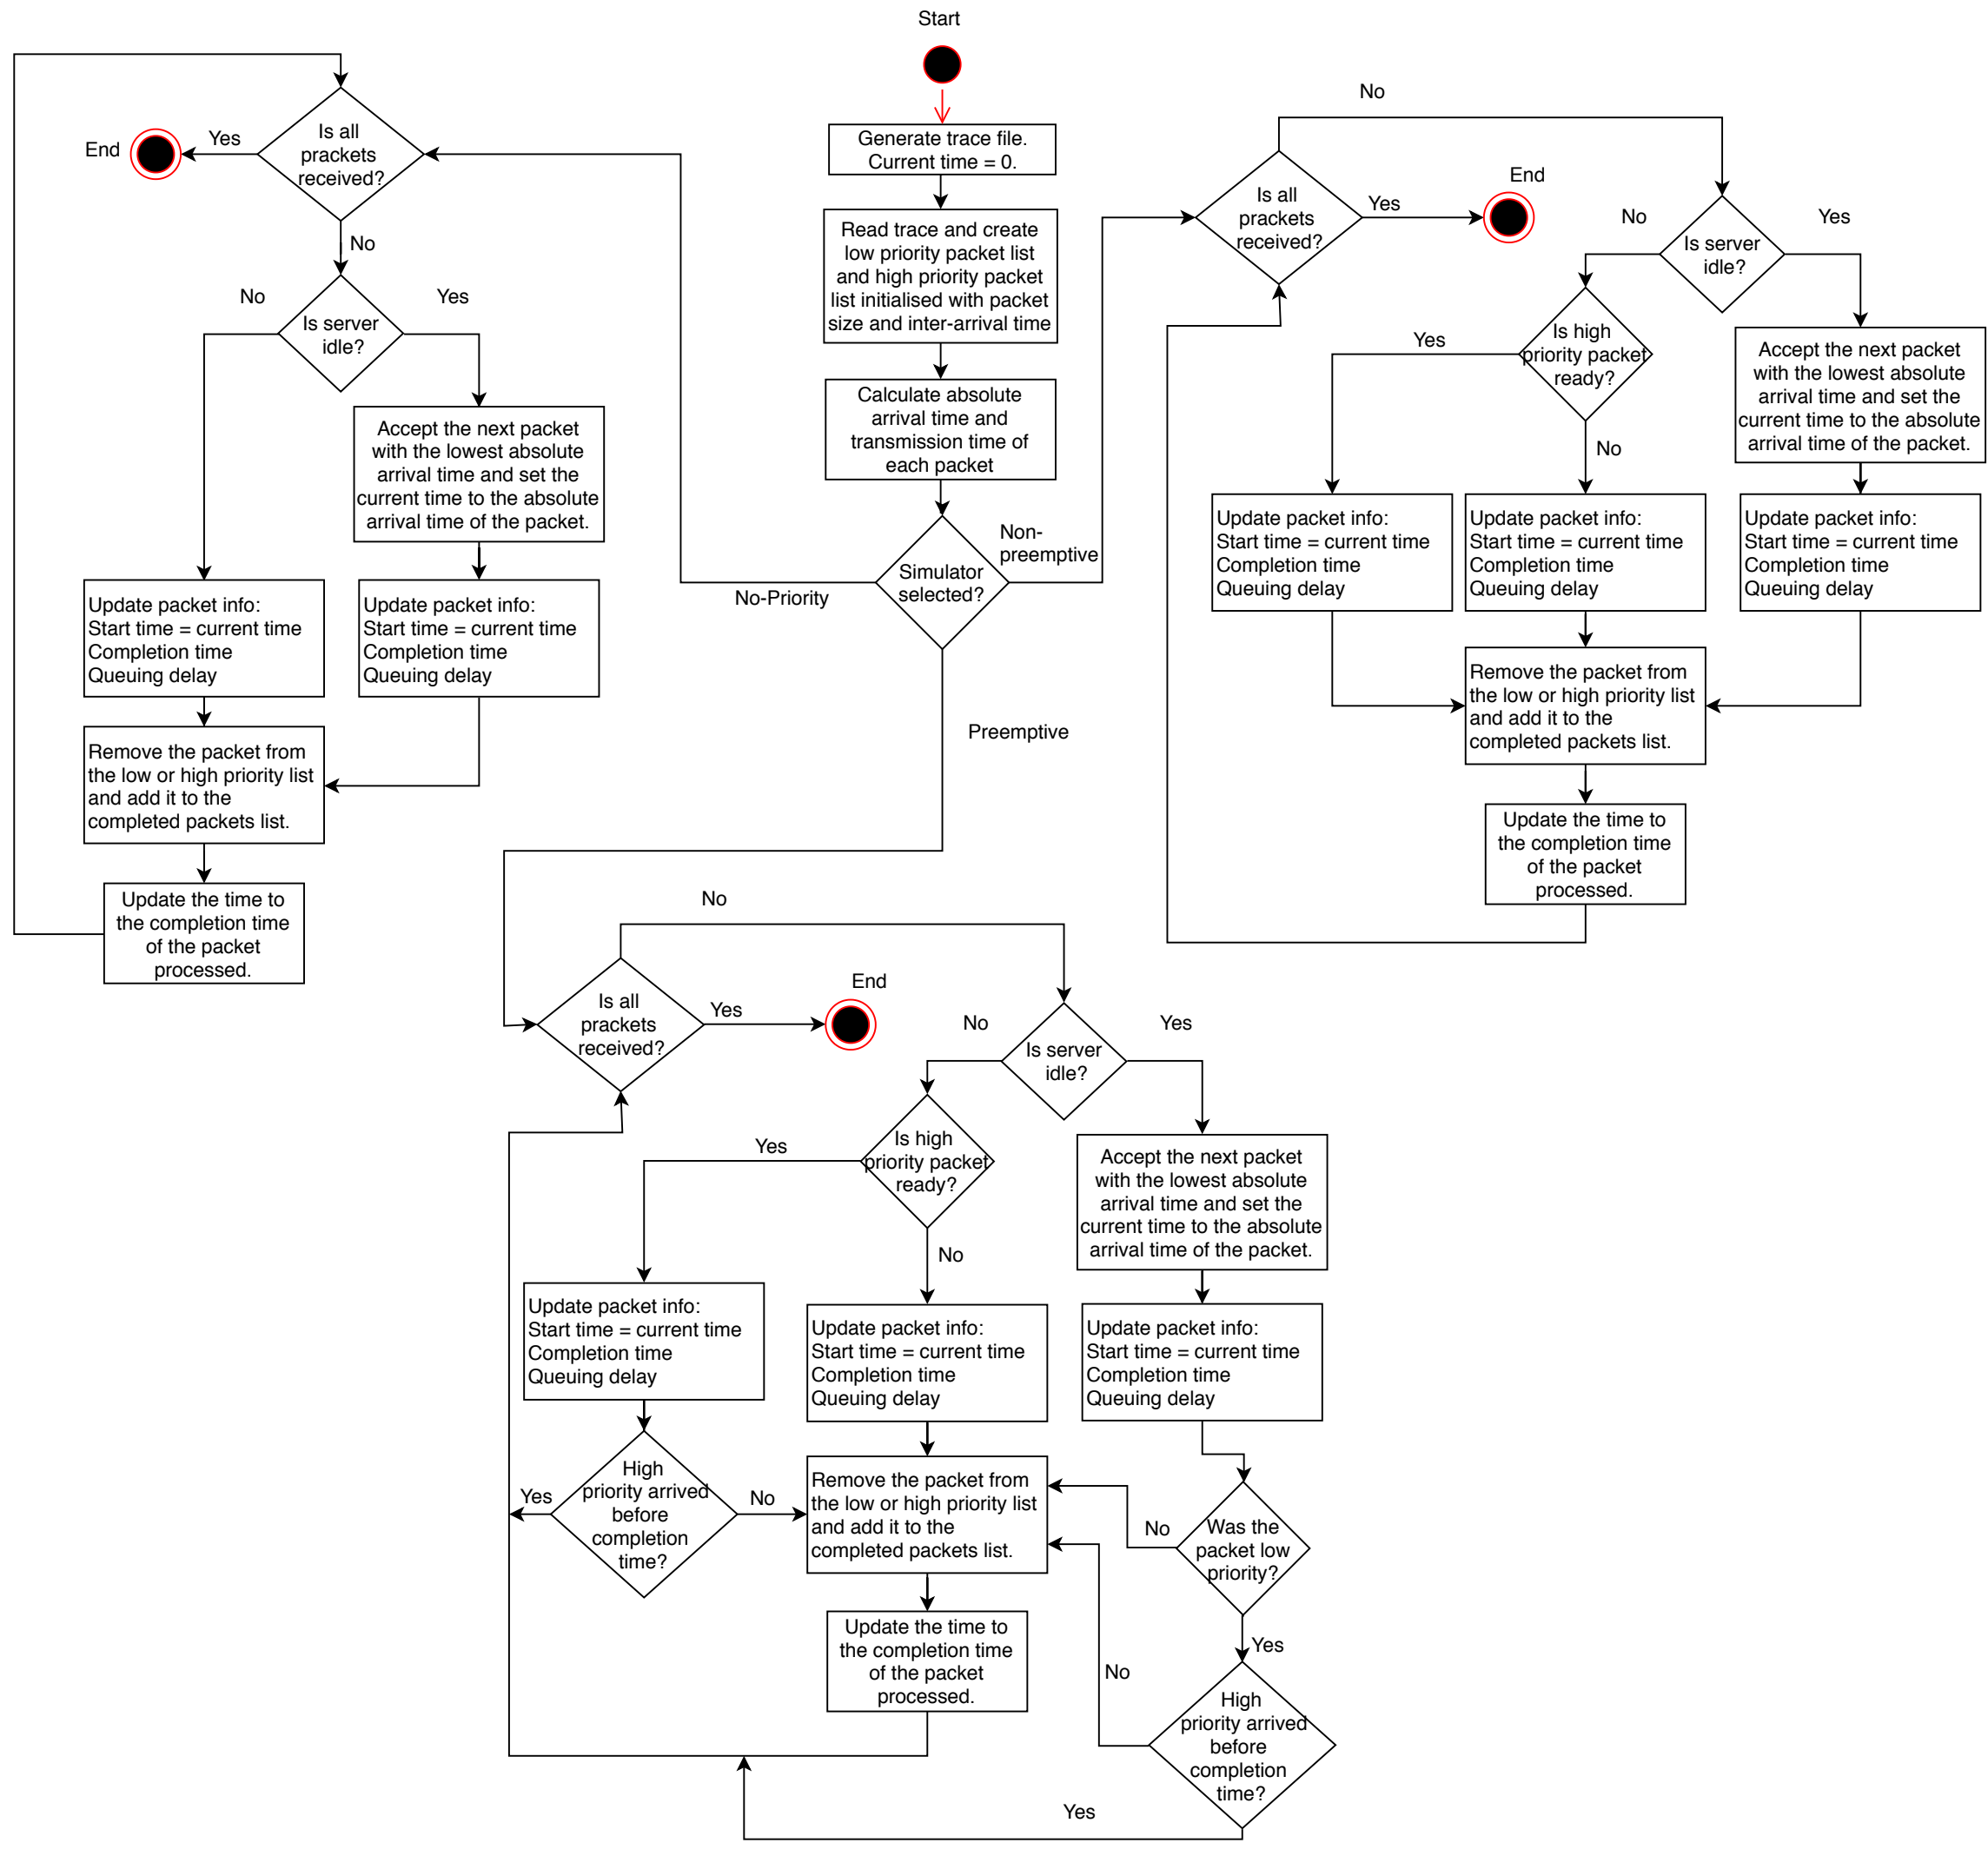 Start
Generate trace file.
Current time = 0.
Read trace and create
low priority packet list
and high priority packet
list initialised with packet
size and inter-arrival time
Calculate absolute
arrival time and
transmission time of
each packet
Simulator
selected?
No-Priority
Non-
preemptive
Preemptive
Is all
prackets
received?
Yes
End
No
Is server
idle?
No
Yes
Accept the next packet
with the lowest absolute
arrival time and set the
current time to the absolute
arrival time of the packet.
Update packet info:
Start time = current time
Completion time
Queuing delay
Update packet info:
Start time = current time
Completion time
Queuing delay
Remove the packet from
the low or high priority list
and add it to the
completed packets list.
Update the time to
the completion time
of the packet
processed.
No
Is all
prackets
received?
Yes
End
No
Yes
Is server
idle?
Is high
priority packet
ready?
Yes
No
Accept the next packet
with the lowest absolute
arrival time and set the
current time to the absolute
arrival time of the packet.
Update packet info:
Start time = current time
Completion time
Queuing delay
Update packet info:
Start time = current time
Completion time
Queuing delay
Update packet info:
Start time = current time
Completion time
Queuing delay
Remove the packet from
the low or high priority list
and add it to the
completed packets list.
Update the time to
the completion time
of the packet
processed.
No
Is all
prackets
received?
Yes
End
No
Yes
Is server
idle?
Is high
priority packet
ready?
Yes
No
Accept the next packet
with the lowest absolute
arrival time and set the
current time to the absolute
arrival time of the packet.
Update packet info:
Start time = current time
Completion time
Queuing delay
Update packet info:
Start time = current time
Completion time
Queuing delay
Update packet info:
Start time = current time
Completion time
Queuing delay
High
priority arrived
before
completion
time?
Yes
No
Remove the packet from
the low or high priority list
and add it to the
completed packets list.
No
Was the
packet low
priority?
Yes
Update the time to
the completion time
of the packet
processed.
No
High
priority arrived
before
completion
time?
Yes